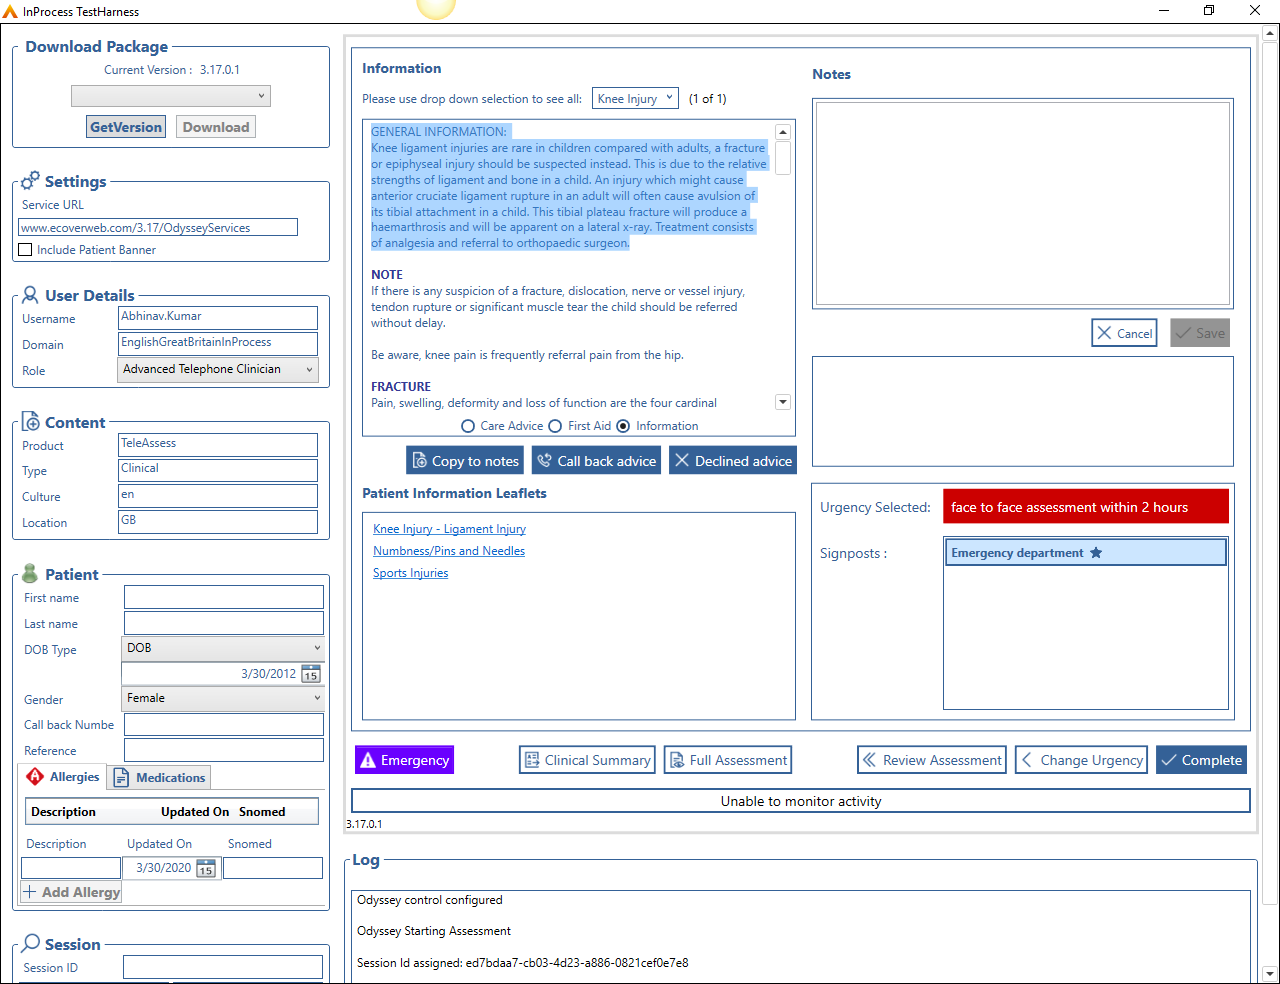 InProcess TestHarness
Download Package
Current Version : 3.17.0.1
GetVersion
Download
Settings
Service URL
www.ecoverweb.com/3.17/OdysseyServices
Include Patient Banner
User Details
Username Abhinav.Kumar
Domain EnglishGreatBritainInProcess
Role Advanced Telephone Clinician
Content
Product TeleAssess
Type Clinical
Culture en
Location GB
Patient
First name
Last name
DOB Type DOB
3/30/2012 15
Gender Female
Call back Numbe
Reference
Allergies Medications
Description Updated On Snomed
Description Updated On Snomed
3/30/2020 15
Add Allergy
Session
Session ID
Information
Please use drop down selection to see all: Knee Injury (1 of 1)
GENERAL INFORMATION:
Knee ligament injuries are rare in children compared with adults, a fracture
or epiphyseal injury should be suspected instead. This is due to the relative
strengths of ligament and bone in a child. An injury which might cause
anterior cruciate ligament rupture in an adult will often cause avulsion of
its tibial attachment in a child. This tibial plateau fracture will produce a
haemarthrosis and will be apparent on a lateral x-ray. Treatment consists
of analgesia and referral to orthopaedic surgeon.
NOTE
If there is any suspicion of a fracture, dislocation, nerve or vessel injury,
tendon rupture or significant muscle tear the child should be referred
without delay.
Be aware, knee pain is frequently referral pain from the hip.
FRACTURE
Pain, swelling, deformity and loss of function are the four cardinal
Care Advice First Aid Information
Copy to notes Call back advice Declined advice
Patient Information Leaflets
Knee Injury - Ligament Injury
Numbness/Pins and Needles
Sports Injuries
Notes
Cancel Save
Urgency Selected: face to face assessment within 2 hours
Signposts : Emergency department
Emergency Clinical Summary Full Assessment Review Assessment Change Urgency Complete
Unable to monitor activity
3.17.0.1
Log
Odyssey control configured
Odyssey Starting Assessment
Session Id assigned: ed7bdaa7-cb03-4d23-a886-0821cef0e7e8